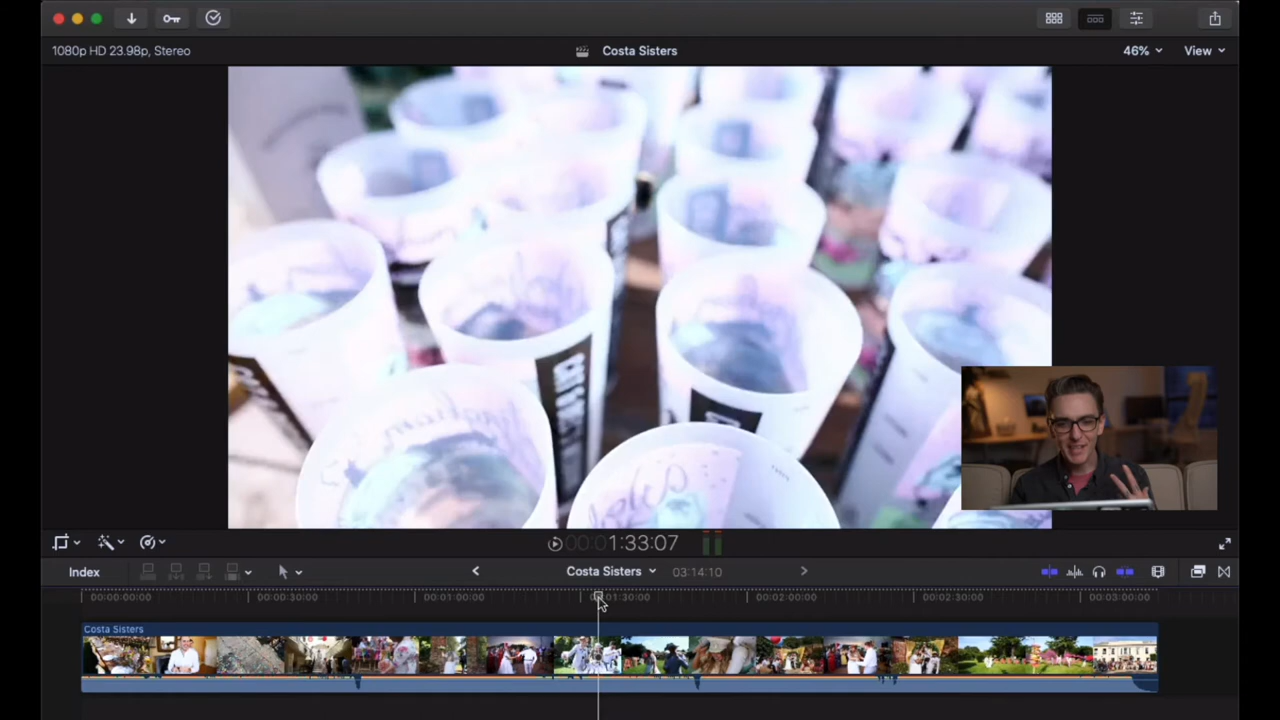 1080p HD 23.98p, Stereo
Costa Sisters
46%
View
00:01:33:07
Index
Costa Sisters
03:14:10
00:00:00:00
00:00:30:00
00:01:00:00
00:01:30:00
00:02:00:00
00:02:30:00
00:03:00:00
Costa Sisters